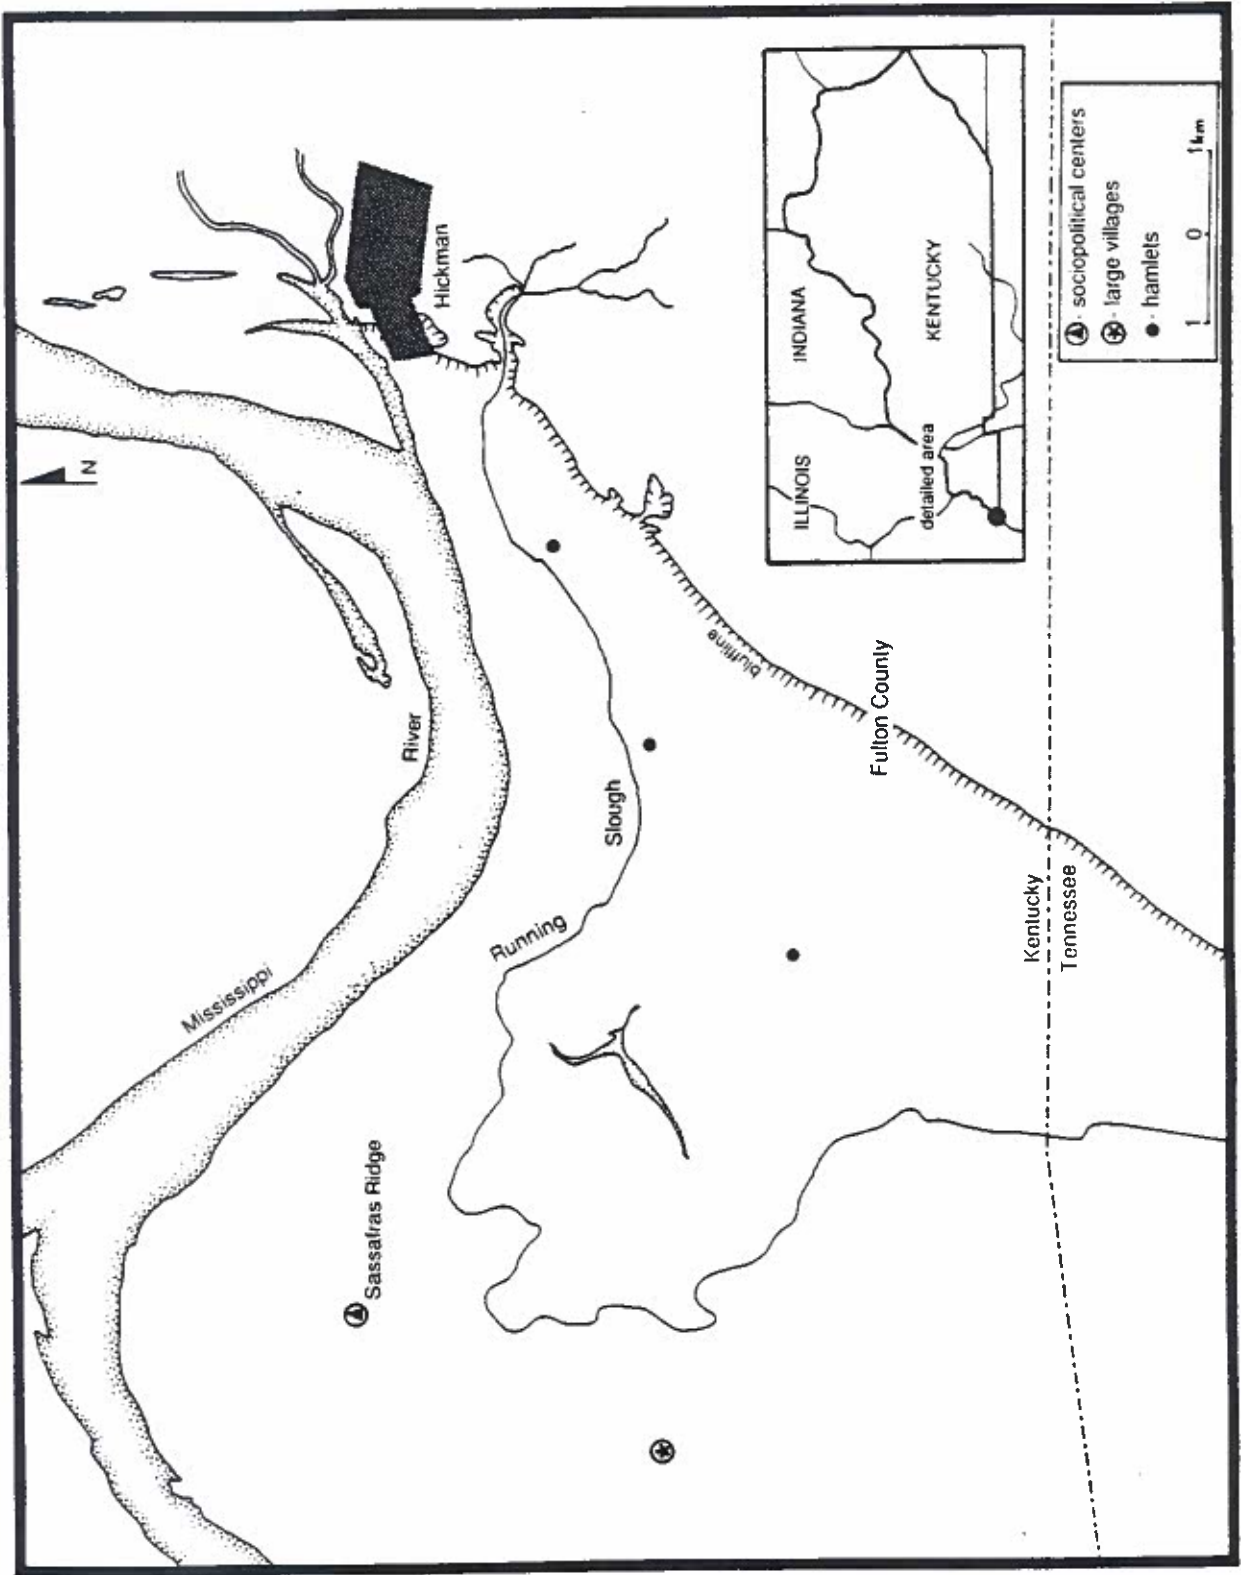 N
Hickman
River
Mississippi
Slough
Running
Sassafras Ridge
bluffline
Fulton County
Kentucky
Tennessee
ILLINOIS
INDIANA
KENTUCKY
detailed area
- sociopolitical centers
- large villages
- hamlets
1 0 1 km